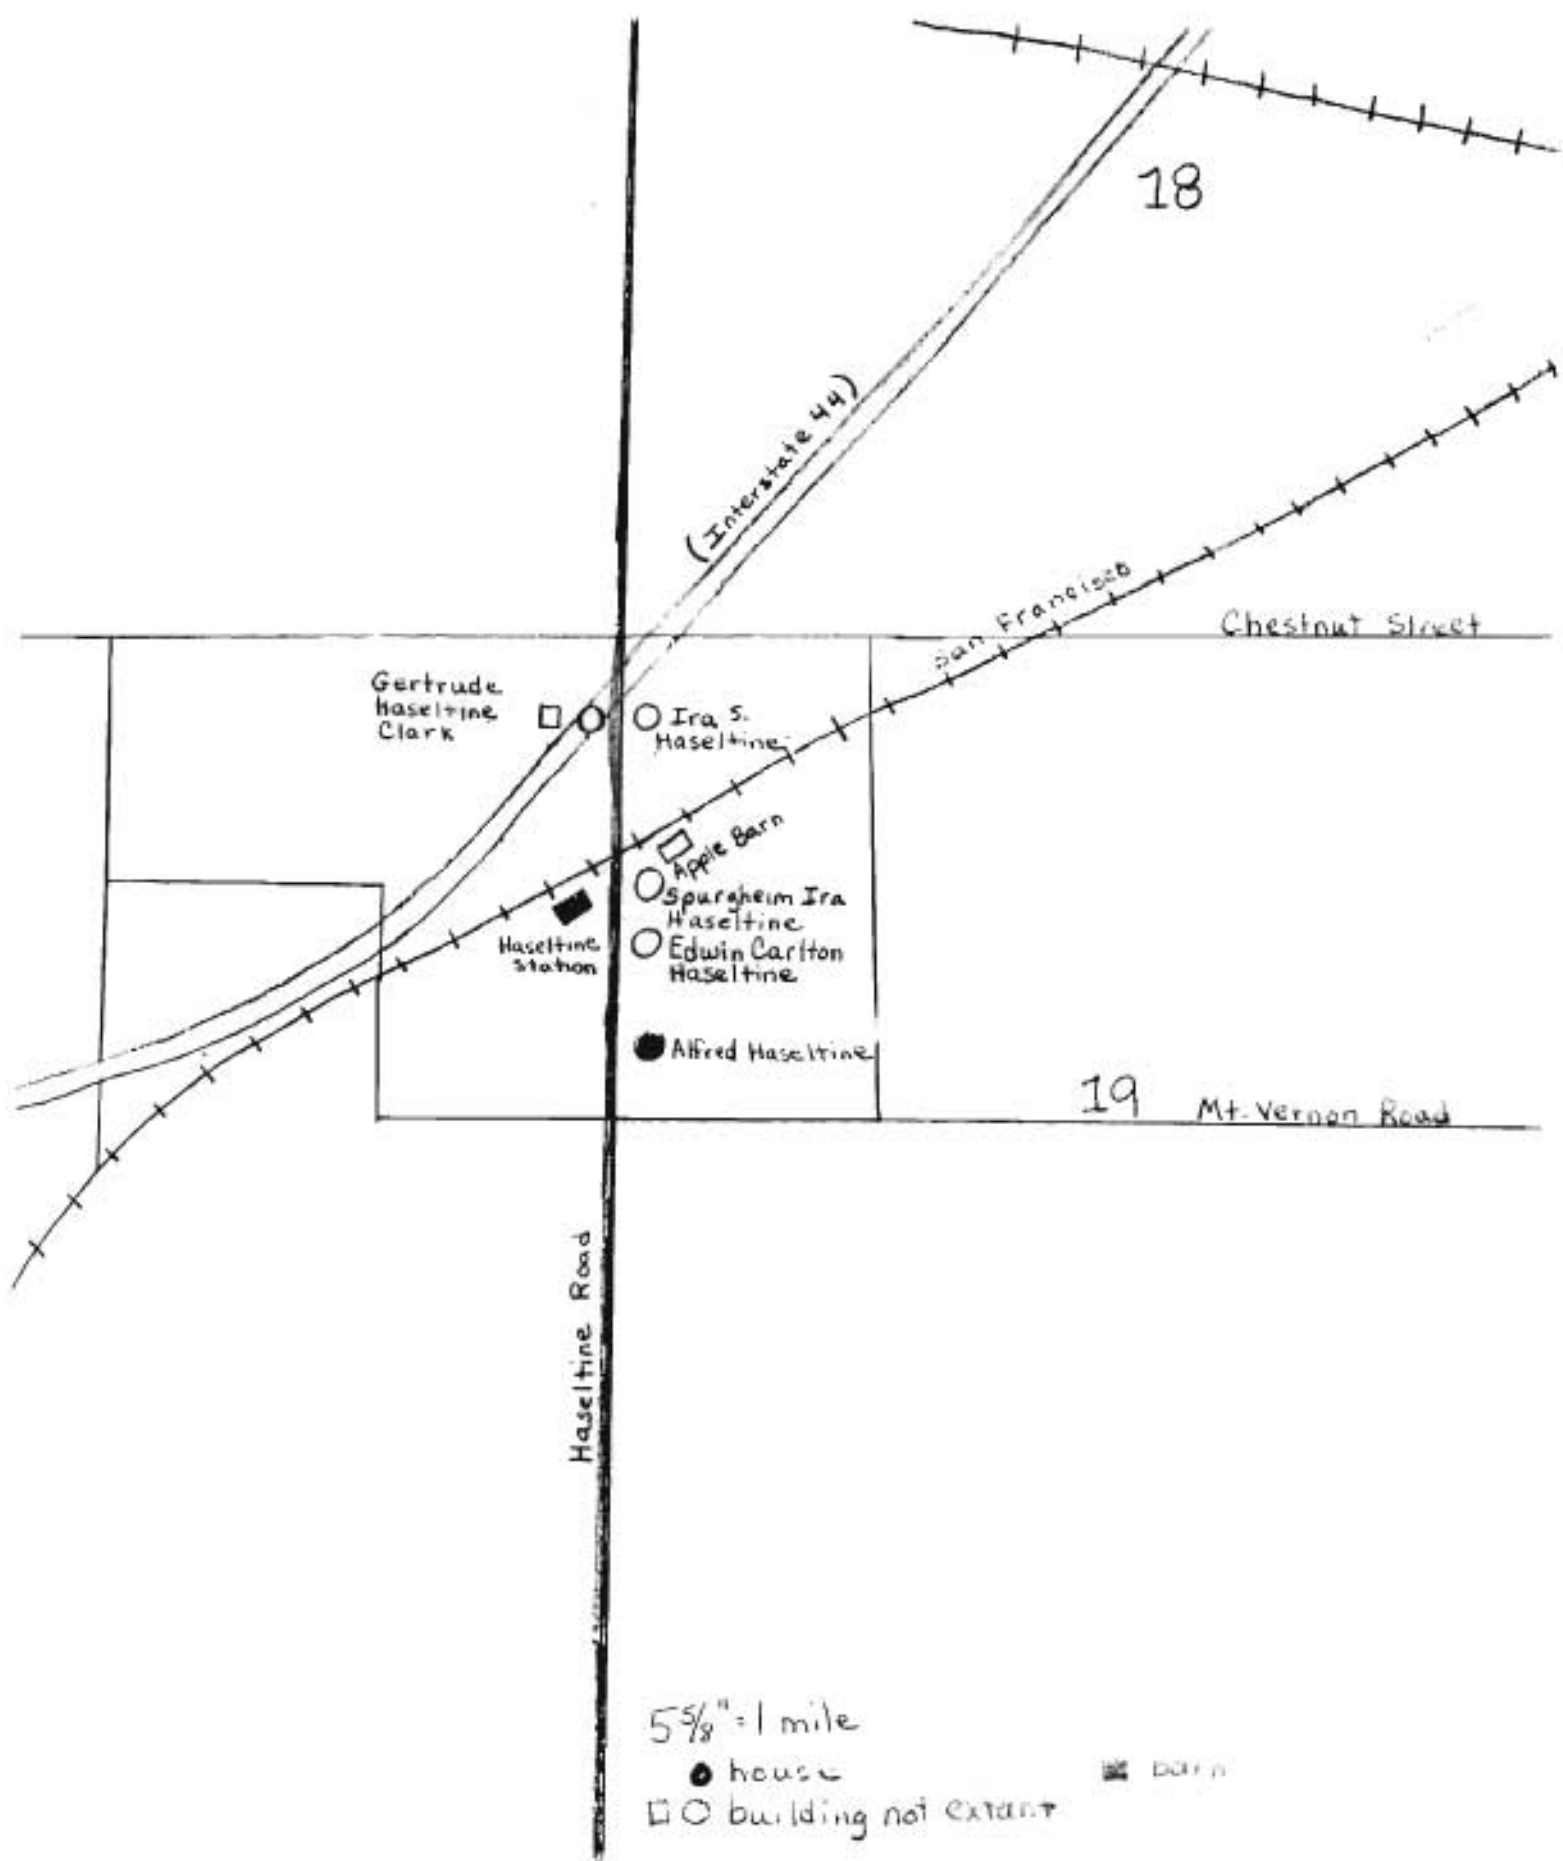 18
(Interstate 44)
San Francisco
Chestnut Street
Gertrude
Haseltine
Clark
Ira S.
Haseltine
Apple Barn
Spurgheim Ira
Haseltine
Haseltine
Station
Edwin Carlton
Haseltine
Alfred Haseltine
19
Mt. Vernon Road
Haseltine Road
5 5/8" = 1 mile
house
barn
building not extant